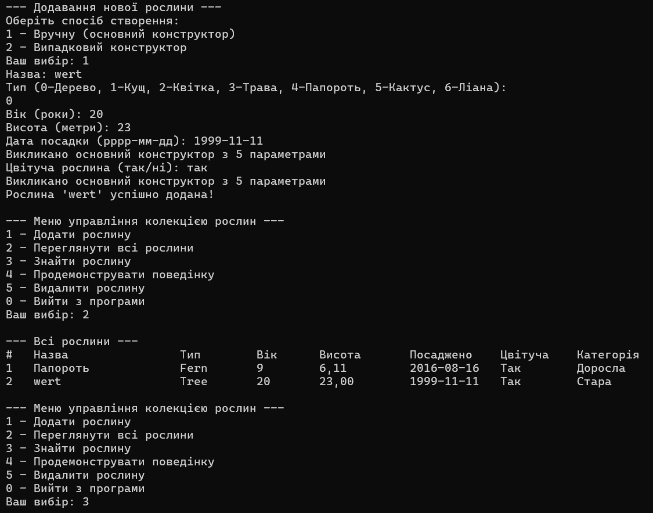 --- Додавання нової рослини ---
Оберіть спосіб створення:
1 - Вручну (основний конструктор)
2 - Випадковий конструктор
Ваш вибір: 1
Назва: wert
Тип (0-Дерево, 1-Кущ, 2-Квітка, 3-Трава, 4-Папороть, 5-Кактус, 6-Ліана):
0
Вік (роки): 20
Висота (метри): 23
Дата посадки (рррр-мм-дд): 1999-11-11
Викликано основний конструктор з 5 параметрами
Цвітуча рослина (так/ні): так
Викликано основний конструктор з 5 параметрами
Рослина 'wert' успішно додана!

--- Меню управління колекцією рослин ---
1 - Додати рослину
2 - Переглянути всі рослини
3 - Знайти рослину
4 - Продемонструвати поведінку
5 - Видалити рослину
0 - Вийти з програми
Ваш вибір: 2

--- Всі рослини ---
# Назва Тип Вік Висота Посаджено Цвітуча Категорія
1 Папороть Fern 9 6,11 2016-08-16 Так Доросла
2 wert Tree 20 23,00 1999-11-11 Так Стара

--- Меню управління колекцією рослин ---
1 - Додати рослину
2 - Переглянути всі рослини
3 - Знайти рослину
4 - Продемонструвати поведінку
5 - Видалити рослину
0 - Вийти з програми
Ваш вибір: 3